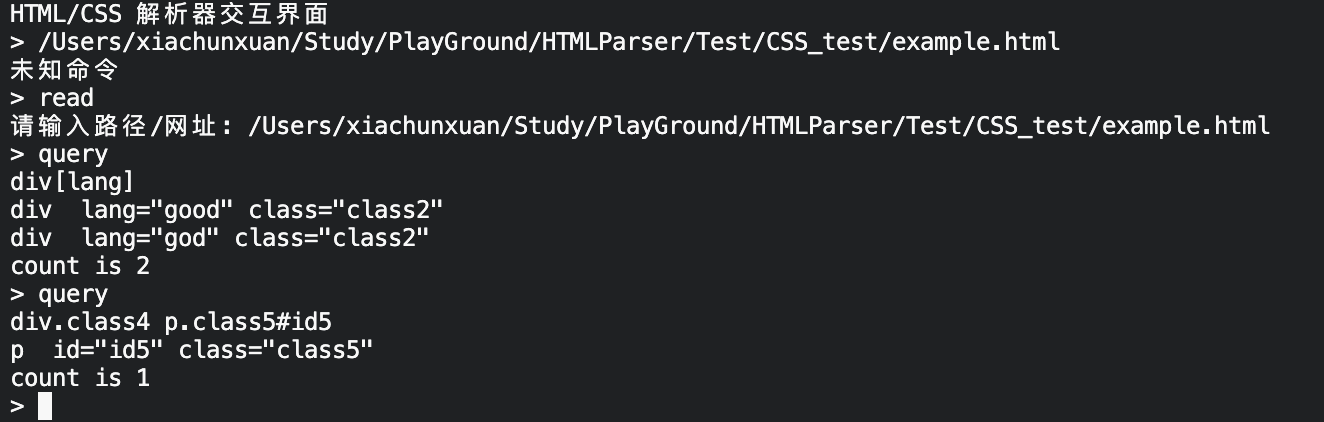 HTML/CSS 解析器交互界面
> /Users/xiachunxuan/Study/PlayGround/HTMLParser/Test/CSS_test/example.html
未知命令
> read
请输入路径/网址: /Users/xiachunxuan/Study/PlayGround/HTMLParser/Test/CSS_test/example.html
> query
div[lang]
div  lang="good" class="class2"
div  lang="god" class="class2"
count is 2
> query
div.class4 p.class5#id5
p  id="id5" class="class5"
count is 1
>